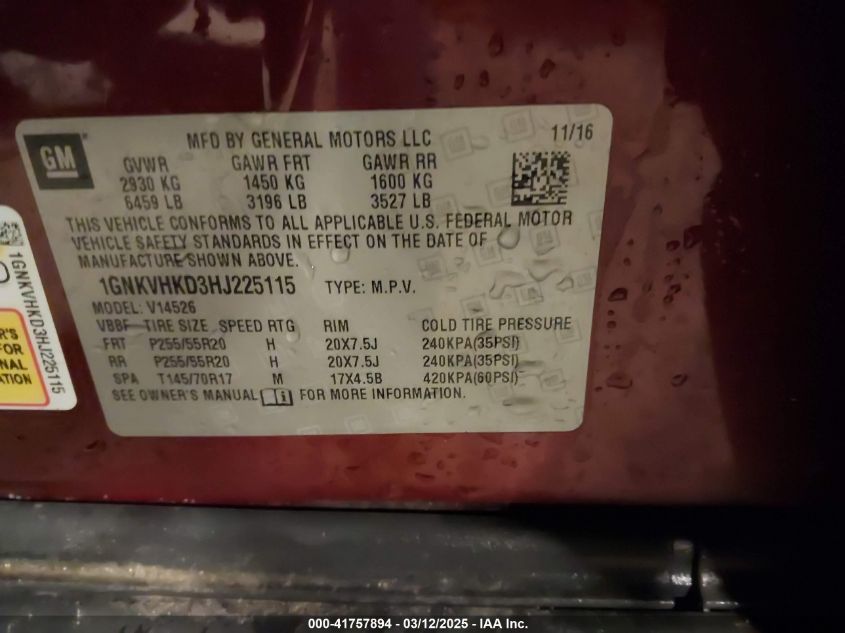 GM
MFD BY GENERAL MOTORS LLC 11/16
GVWR GAWR FRT GAWR RR
2930 KG 1450 KG 1600 KG
6459 LB 3196 LB 3527 LB
THIS VEHICLE CONFORMS TO ALL APPLICABLE U.S. FEDERAL MOTOR
VEHICLE SAFETY STANDARDS IN EFFECT ON THE DATE OF
MANUFACTURE SHOWN ABOVE.
1GNKVHKD3HJ225115 TYPE: M.P.V.
MODEL: V14526
VBBF TIRE SIZE SPEED RTG RIM COLD TIRE PRESSURE
FRT P255/55R20 H 20X7.5J 240KPA(35PSI)
RR P255/55R20 H 20X7.5J 240KPA(35PSI)
SPA T145/70R17 M 17X4.5B 420KPA(60PSI)
SEE OWNER'S MANUAL FOR MORE INFORMATION.
1GNKVHKD3HJ225115
FOR
000-41757894 - 03/12/2025 - IAA Inc.